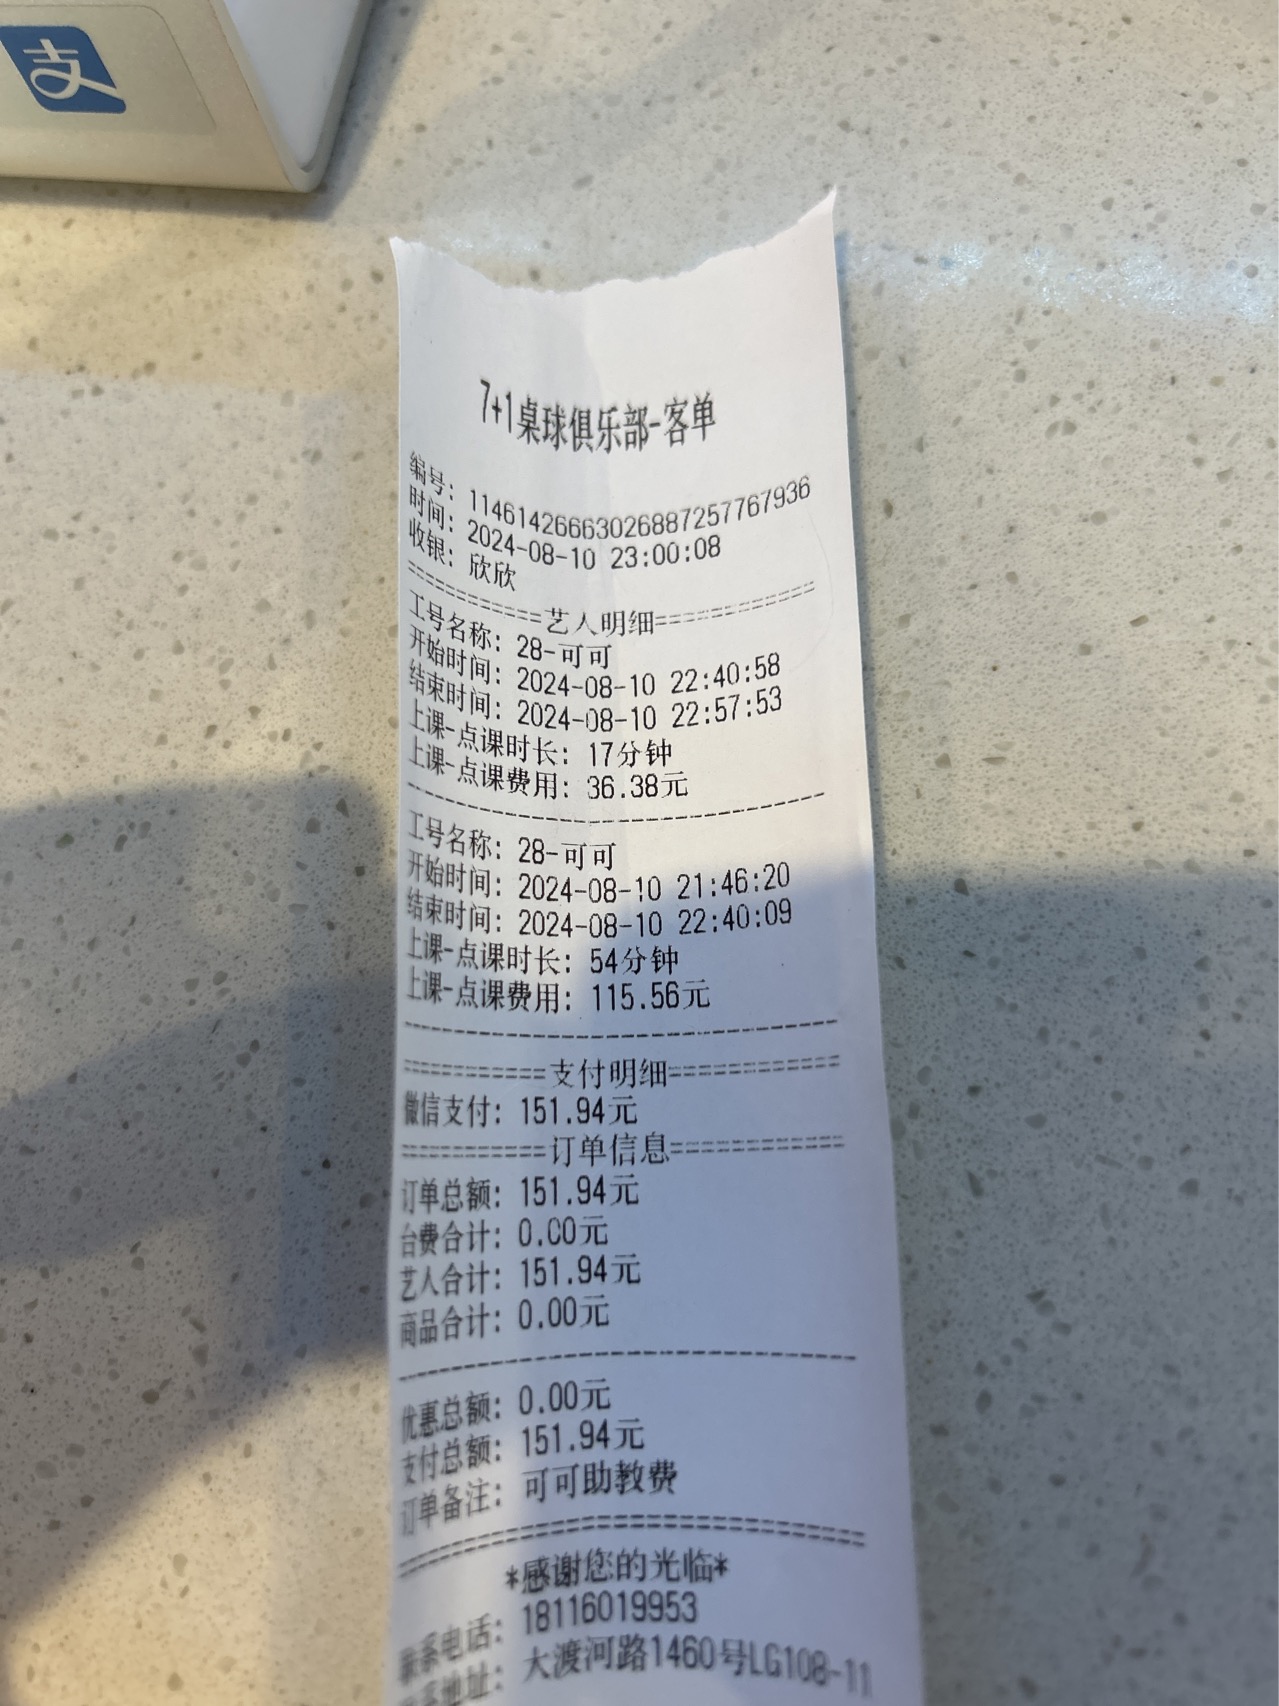 支
7+1桌球俱乐部-客单
编号: 1146142666302688725776​7936
时间: 2024-08-10 23:00:08
收银: 欣欣
==========艺人明细==========
工号名称: 28-可可
开始时间: 2024-08-10 22:40:58
结束时间: 2024-08-10 22:57:53
上课-点课时长: 17分钟
上课-点课费用: 36.38元
工号名称: 28-可可
开始时间: 2024-08-10 21:46:20
结束时间: 2024-08-10 22:40:09
上课-点课时长: 54分钟
上课-点课费用: 115.56元
==========支付明细==========
微信支付: 151.94元
==========订单信息==========
订单总额: 151.94元
台费合计: 0.00元
艺人合计: 151.94元
商品合计: 0.00元
优惠总额: 0.00元
支付总额: 151.94元
订单备注: 可可助教费
*感谢您的光临*
联系电话: 18116019953
联系地址: 大渡河路1460号LG108-11